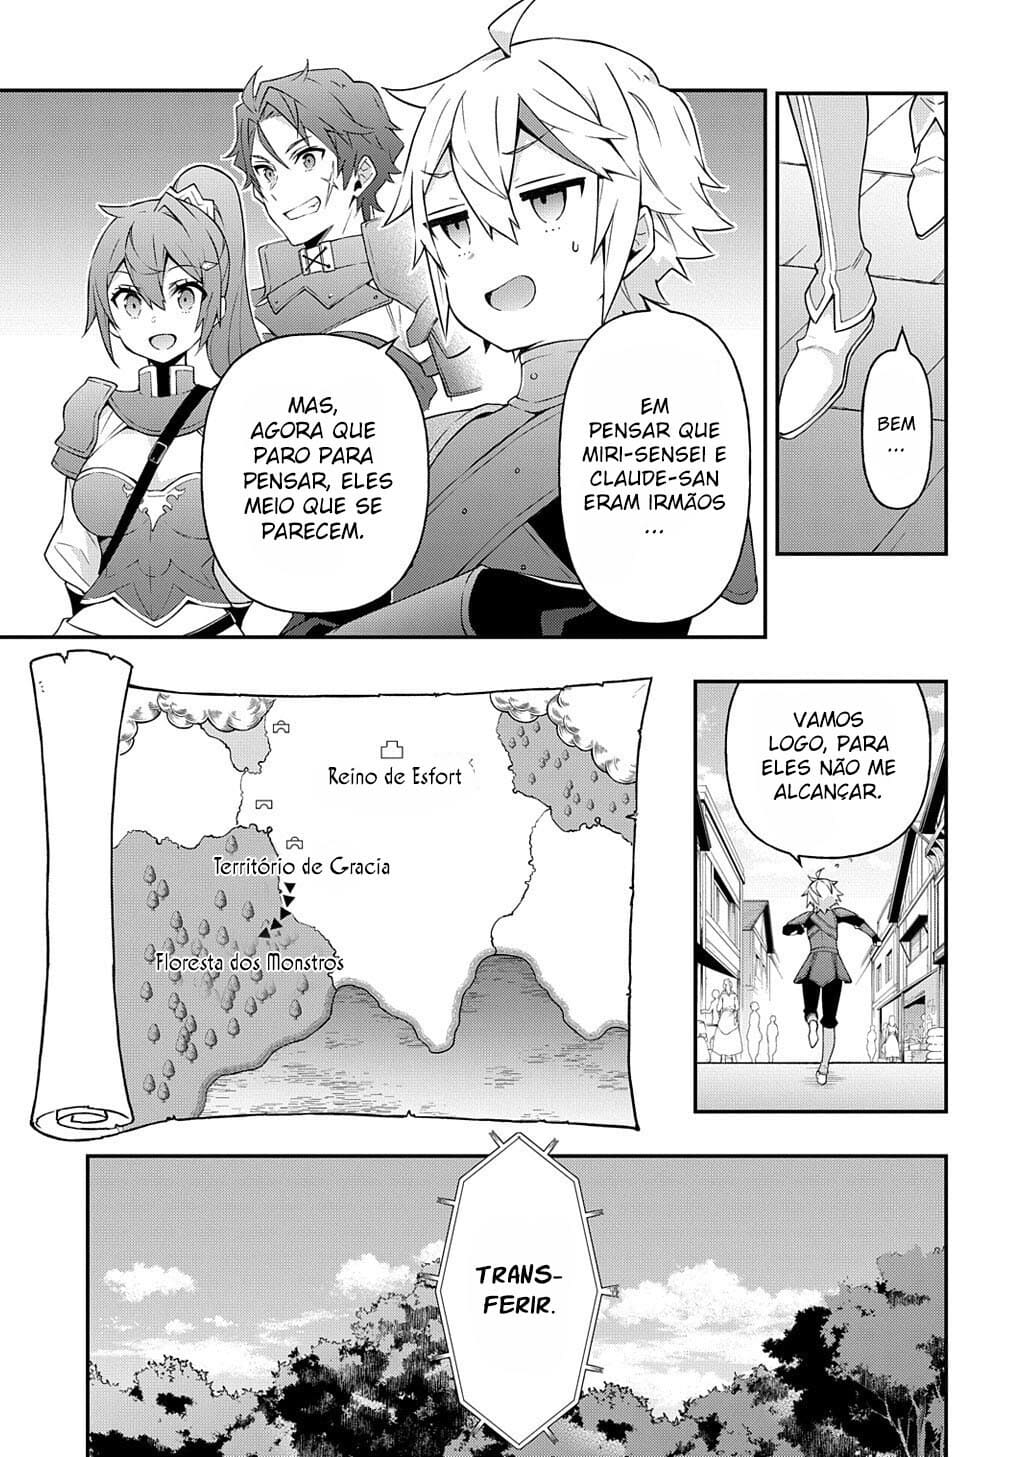 BEM
...
EM
PENSAR QUE
MIRI-SENSEI E
CLAUDE-SAN
ERAM IRMÃOS
...
MAS,
AGORA QUE
PARO PARA
PENSAR, ELES
MEIO QUE SE
PARECEM.
VAMOS
LOGO, PARA
ELES NÃO ME
ALCANÇAR.
Reino de Esfort
Território de Gracia
Floresta dos Monstros
TRANS-
FERIR.